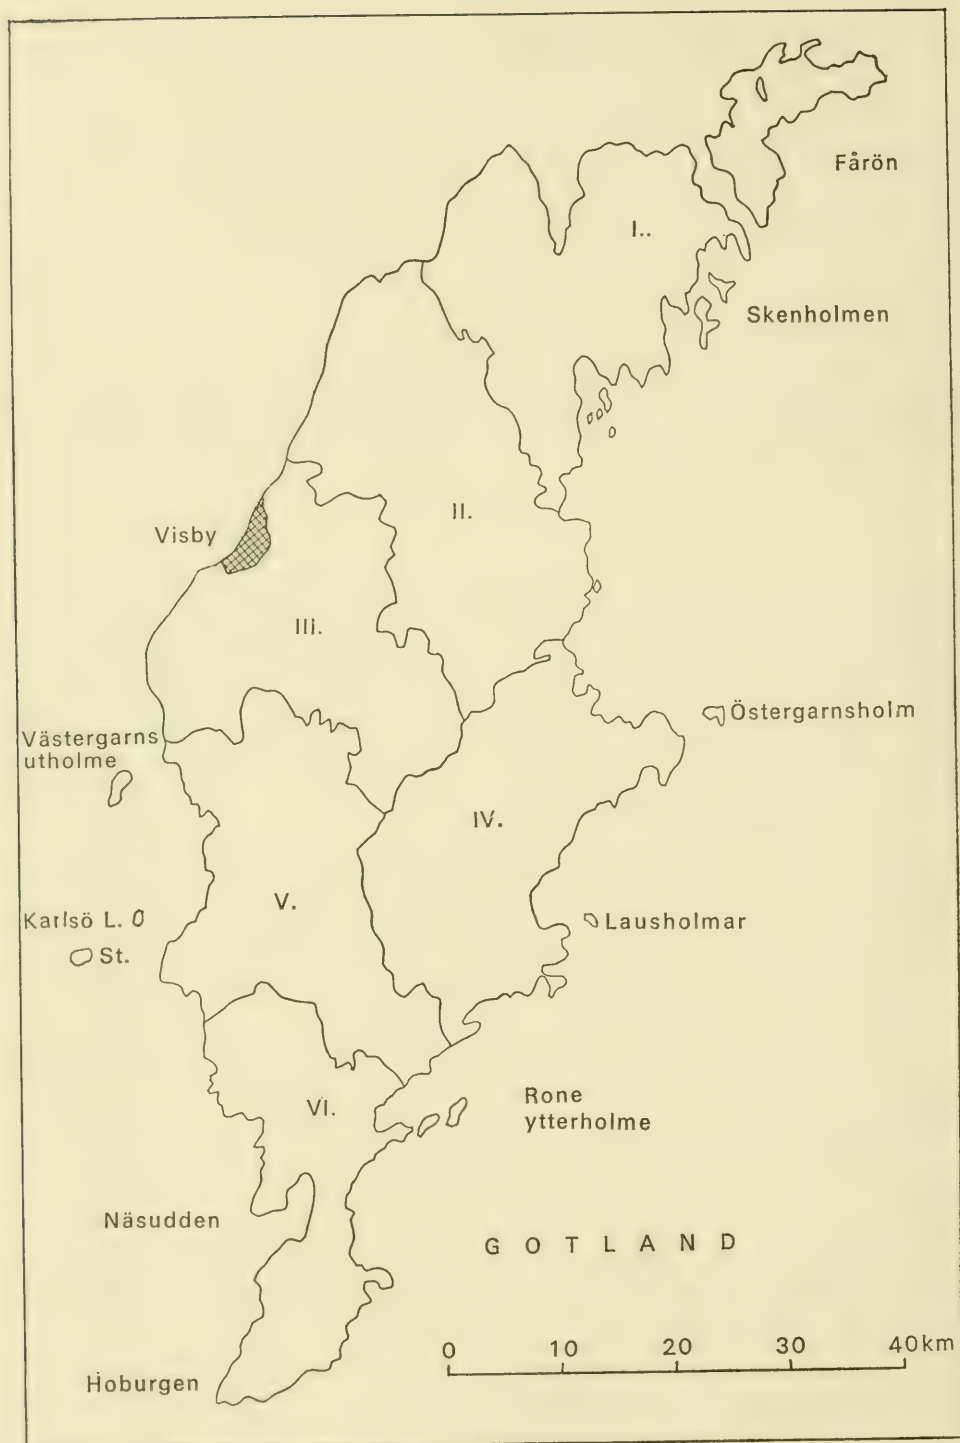 Fårön
I..
Skenholmen
II.
Visby
III.
Östergarnsholm
Västergarns
utholme
IV.
V.
Karlsö L.
St.
Lausholmar
Rone
ytterholme
VI.
Näsudden
GOTLAND
0 10 20 30 40km
Hoburgen